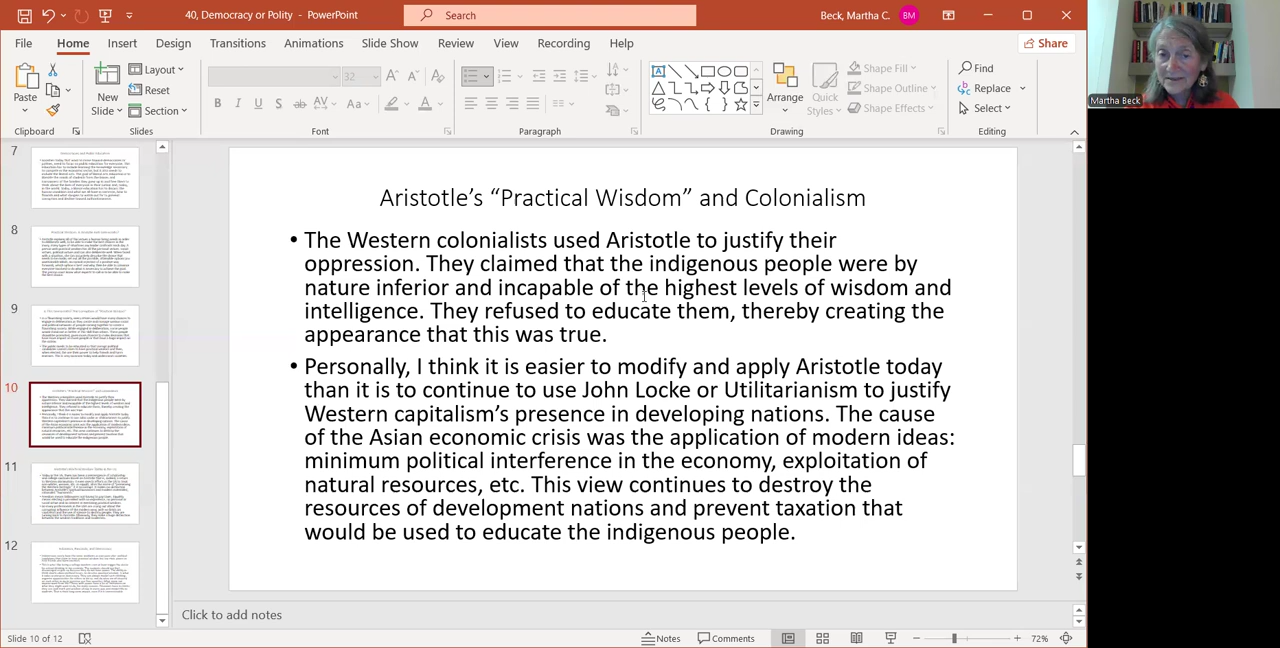 40, Democracy or Polity - PowerPoint
Search
Beck, Martha C.
BM
File
Home
Insert
Design
Transitions
Animations
Slide Show
Review
View
Recording
Help
Share
Paste
New
Slide
Layout
Reset
Section
32
Aa
Arrange
Quick
Styles
Shape Fill
Shape Outline
Shape Effects
Find
Replace
Select
Clipboard
Slides
Font
Paragraph
Drawing
Editing
Martha Beck
7
8
9
10
11
12
Aristotle's “Practical Wisdom” and Colonialism
• The Western colonialists used Aristotle to justify their
oppression. They claimed that the indigenous people were by
nature inferior and incapable of the highest levels of wisdom and
intelligence. They refused to educate them, thereby creating the
appearance that this was true.
• Personally, I think it is easier to modify and apply Aristotle today
than it is to continue to use John Locke or Utilitarianism to justify
Western capitalism's presence in developing nations. The cause
of the Asian economic crisis was the application of modern ideas:
minimum political interference in the economy, exploitation of
natural resources, etc. This view continues to destroy the
resources of development nations and prevent taxation that
would be used to educate the indigenous people.
Click to add notes
Slide 10 of 12
Notes
Comments
72%